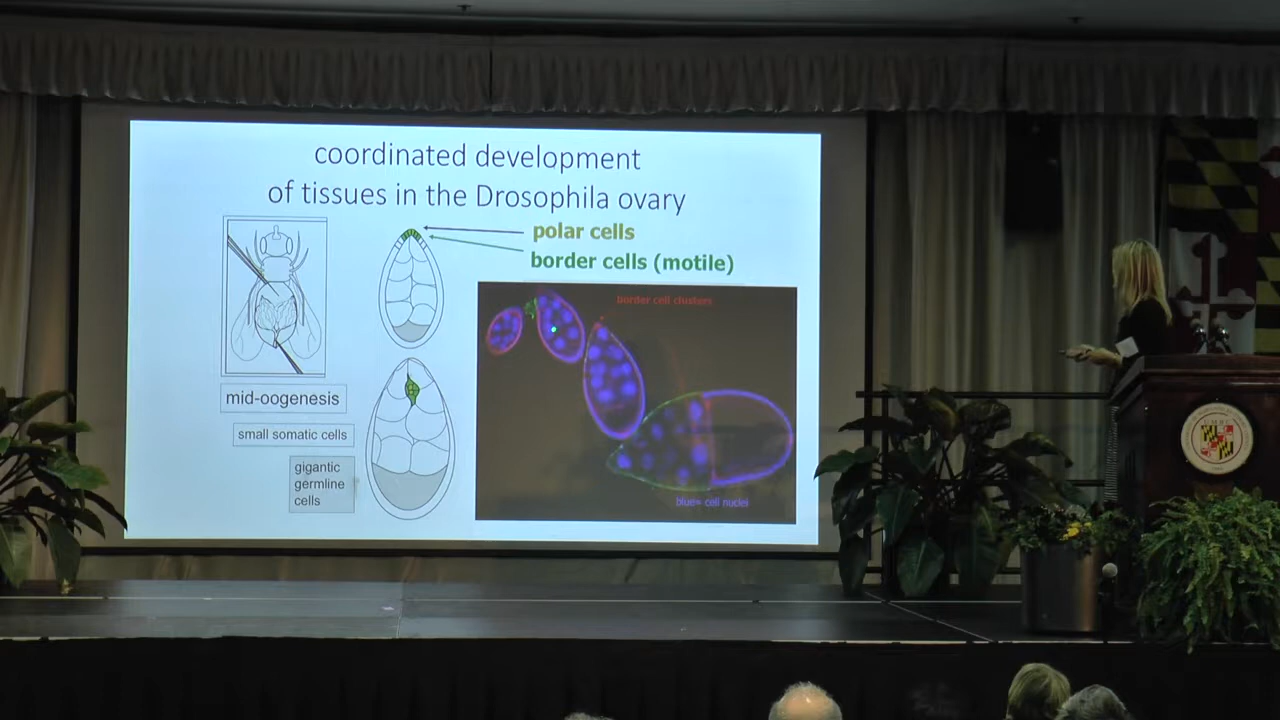 coordinated development
of tissues in the Drosophila ovary
polar cells
border cells (motile)
border cell clusters
mid-oogenesis
small somatic cells
gigantic
germline
cells
blue= cell nuclei